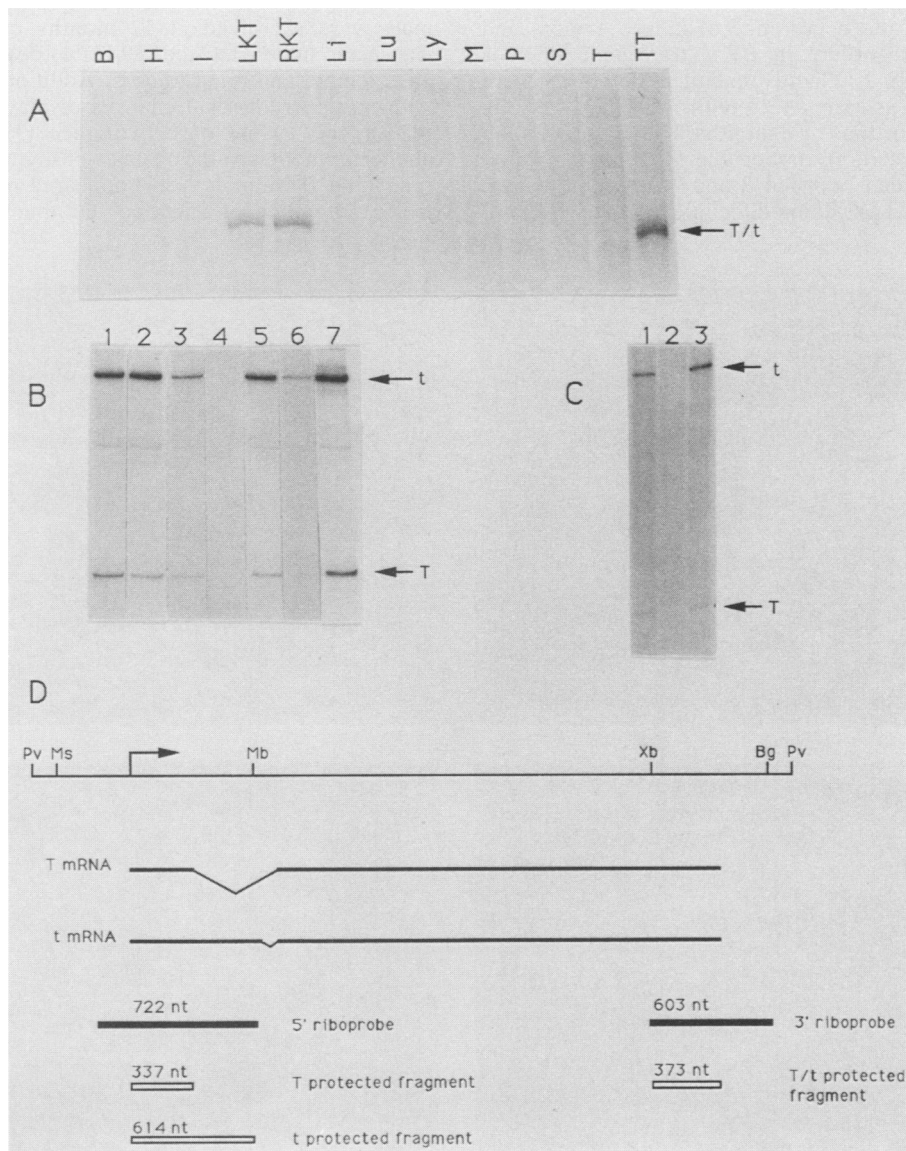 B H I LKT RKT Li Lu Ly M P S T TT
A
T/t
1 2 3 4 5 6 7
B
t
T
1 2 3
C
t
T
D
Pv Ms Mb Xb Bg Pv
T mRNA
t mRNA
722 nt
5' riboprobe
603 nt
3' riboprobe
337 nt
T protected fragment
373 nt
T/t protected
fragment
614 nt
t protected fragment